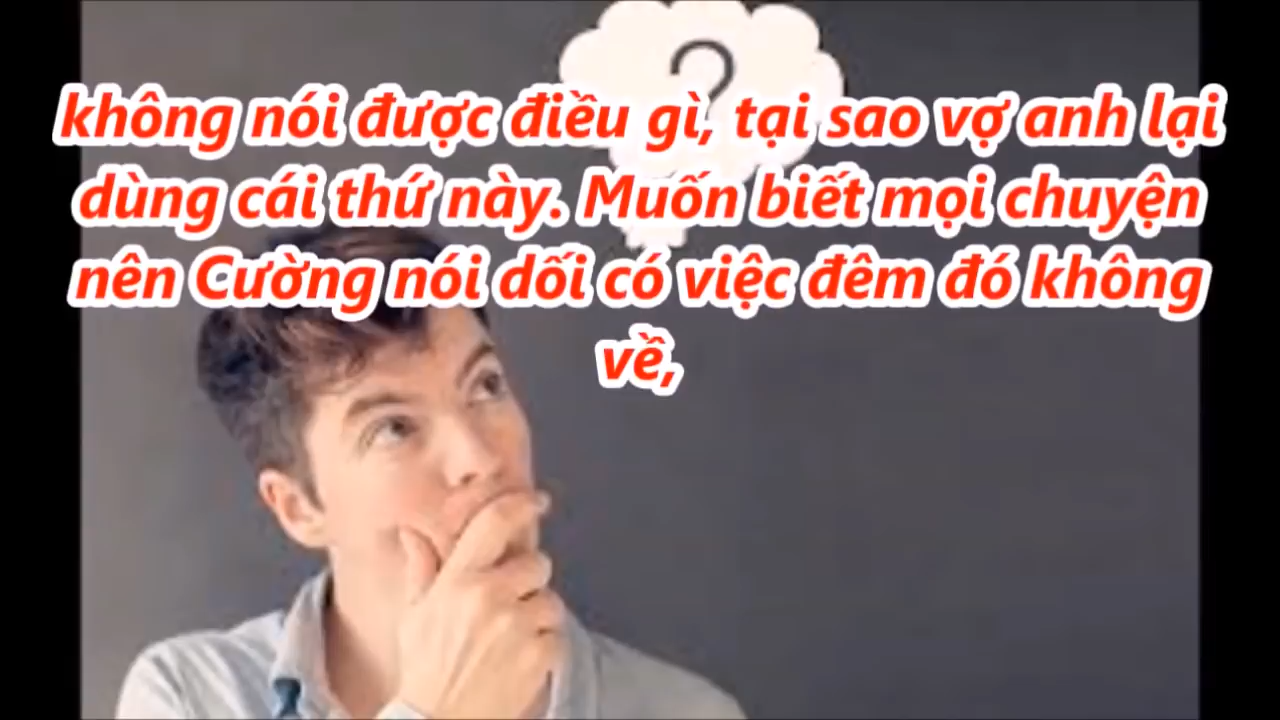 ?
không nói được điều gì, tại sao vợ anh lại
dùng cái thứ này. Muốn biết mọi chuyện
nên Cường nói dối có việc đêm đó không
về,